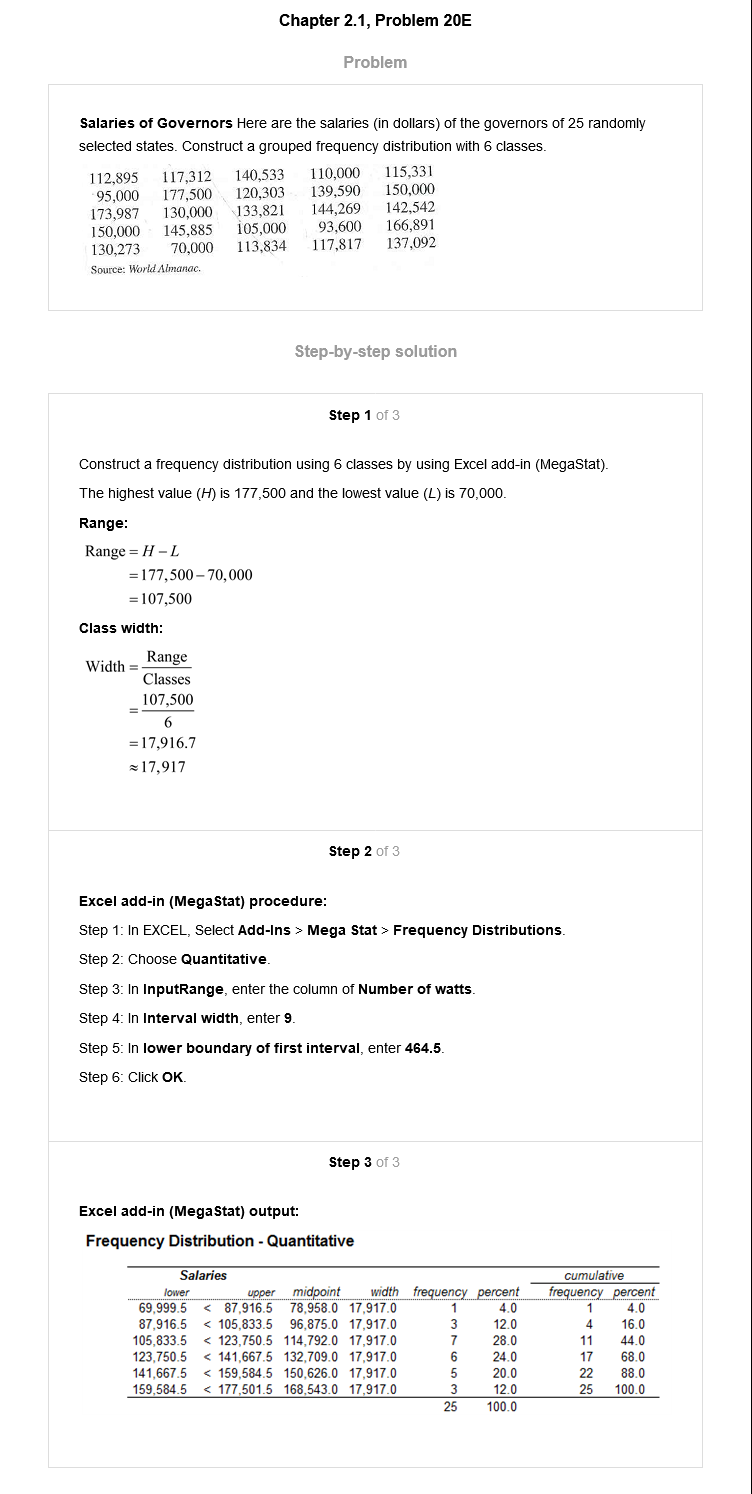 Chapter 2.1, Problem 20E
Problem
Salaries of Governors Here are the salaries (in dollars) of the governors of 25 randomly
selected states. Construct a grouped frequency distribution with 6 classes.
112,895 117,312 140,533 110,000 115,331
95,000 177,500 120,303 139,590 150,000
173,987 130,000 133,821 144,269 142,542
150,000 145,885 105,000 93,600 166,891
130,273 70,000 113,834 117,817 137,092
Source: World Almanac.
Step-by-step solution
Step 1 of 3
Construct a frequency distribution using 6 classes by using Excel add-in (MegaStat).
The highest value (H) is 177,500 and the lowest value (L) is 70,000.
Range:
Range = H – L
= 177,500 – 70,000
= 107,500
Class width:
Width = Range
Classes
= 107,500
6
= 17,916.7
≈ 17,917
Step 2 of 3
Excel add-in (MegaStat) procedure:
Step 1: In EXCEL, Select Add-Ins > Mega Stat > Frequency Distributions.
Step 2: Choose Quantitative.
Step 3: In InputRange, enter the column of Number of watts.
Step 4: In Interval width, enter 9.
Step 5: In lower boundary of first interval, enter 464.5.
Step 6: Click OK.
Step 3 of 3
Excel add-in (MegaStat) output:
Frequency Distribution - Quantitative
Salaries cumulative
lower upper midpoint width frequency percent frequency percent
69,999.5 < 87,916.5 78,958.0 17,917.0 1 4.0 1 4.0
87,916.5 < 105,833.5 96,875.0 17,917.0 3 12.0 4 16.0
105,833.5 < 123,750.5 114,792.0 17,917.0 7 28.0 11 44.0
123,750.5 < 141,667.5 132,709.0 17,917.0 6 24.0 17 68.0
141,667.5 < 159,584.5 150,626.0 17,917.0 5 20.0 22 88.0
159,584.5 < 177,501.5 168,543.0 17,917.0 3 12.0 25 100.0
25 100.0